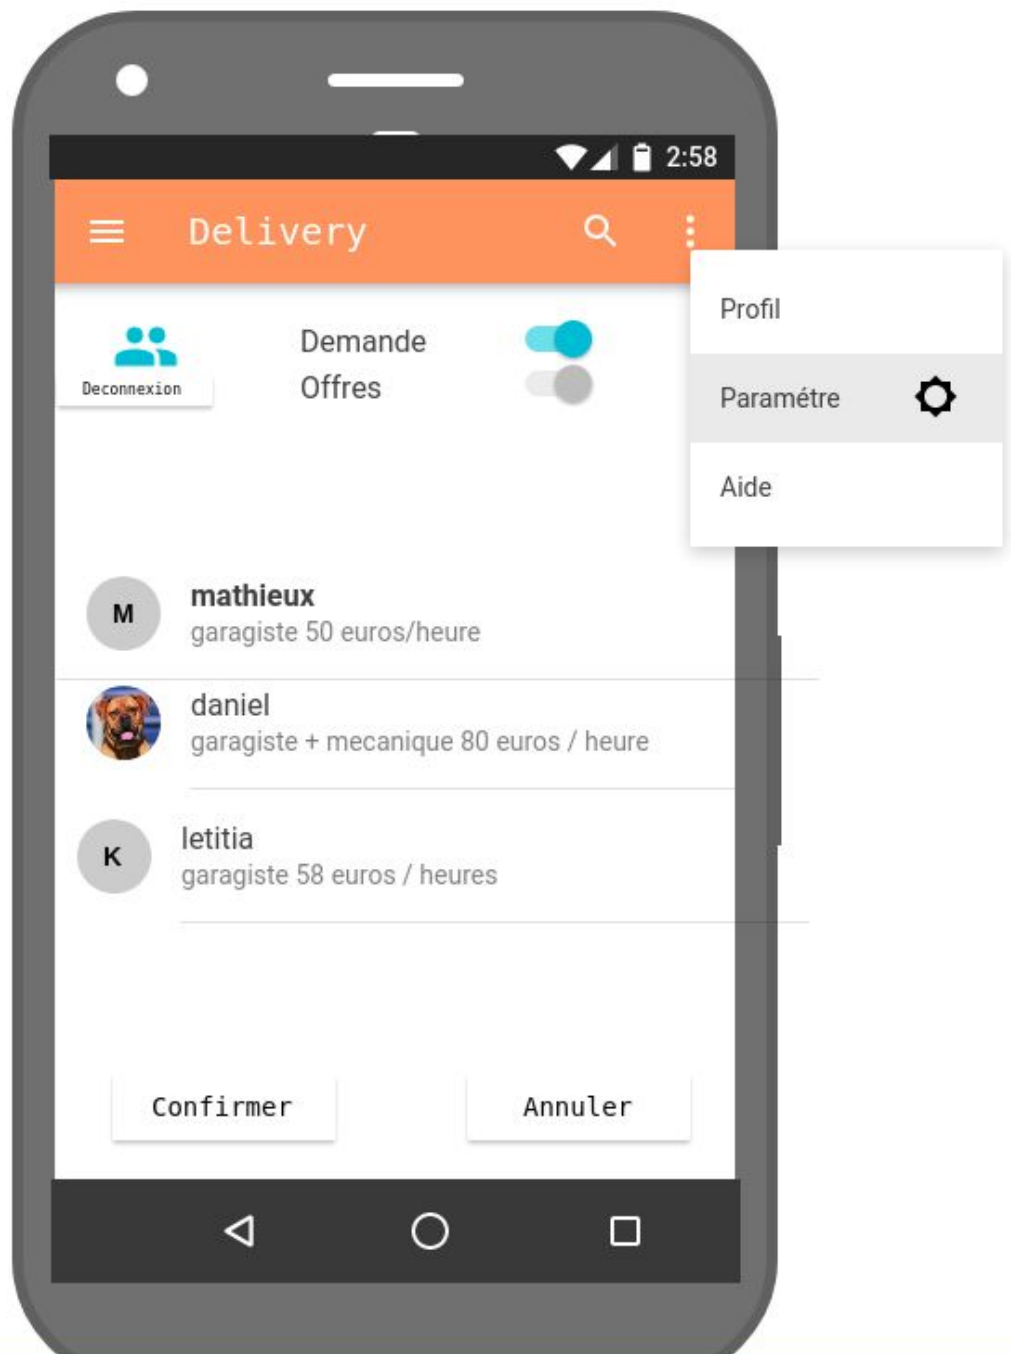 2:58
Delivery
Profil
Demande
Deconnexion
Offres
Paramétre
Aide
M
mathieux
garagiste 50 euros/heure
daniel
garagiste + mecanique 80 euros / heure
K
letitia
garagiste 58 euros / heures
Confirmer
Annuler